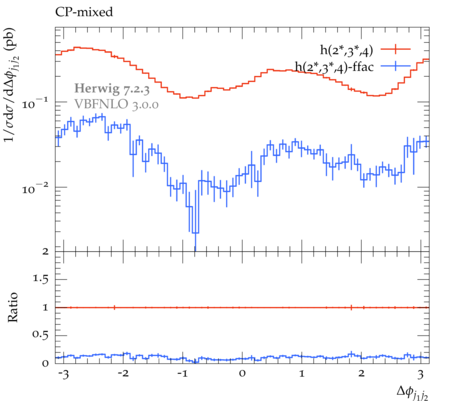 CP-mixed
1/σdσ/dΔϕj₁j₂ (pb)
h(2*,3*,4)
h(2*,3*,4)-ffac
Herwig 7.2.3
VBFNLO 3.0.0
10⁻¹
10⁻²
2
1.5
1
0.5
0
Ratio
-3 -2 -1 0 1 2 3
Δϕj₁j₂